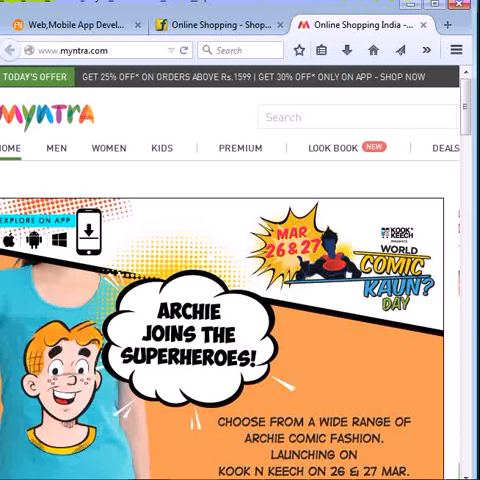 Web,Mobile App Devel...
Online Shopping - Shop...
Online Shopping India -...
www.myntra.com
Search
TODAY'S OFFER
GET 25% OFF* ON ORDERS ABOVE Rs.1599 | GET 30% OFF* ONLY ON APP - SHOP NOW
myntra
Search
HOME
MEN
WOMEN
KIDS
PREMIUM
LOOK BOOK
NEW
DEALS
EXPLORE ON APP
MAR
26 & 27
KOOK N KEECH
PRESENTS
WORLD
COMIC
KAUN?
DAY
ARCHIE
JOINS THE
SUPERHEROES!
CHOOSE FROM A WIDE RANGE OF
ARCHIE COMIC FASHION.
LAUNCHING ON
KOOK N KEECH ON 26 & 27 MAR.